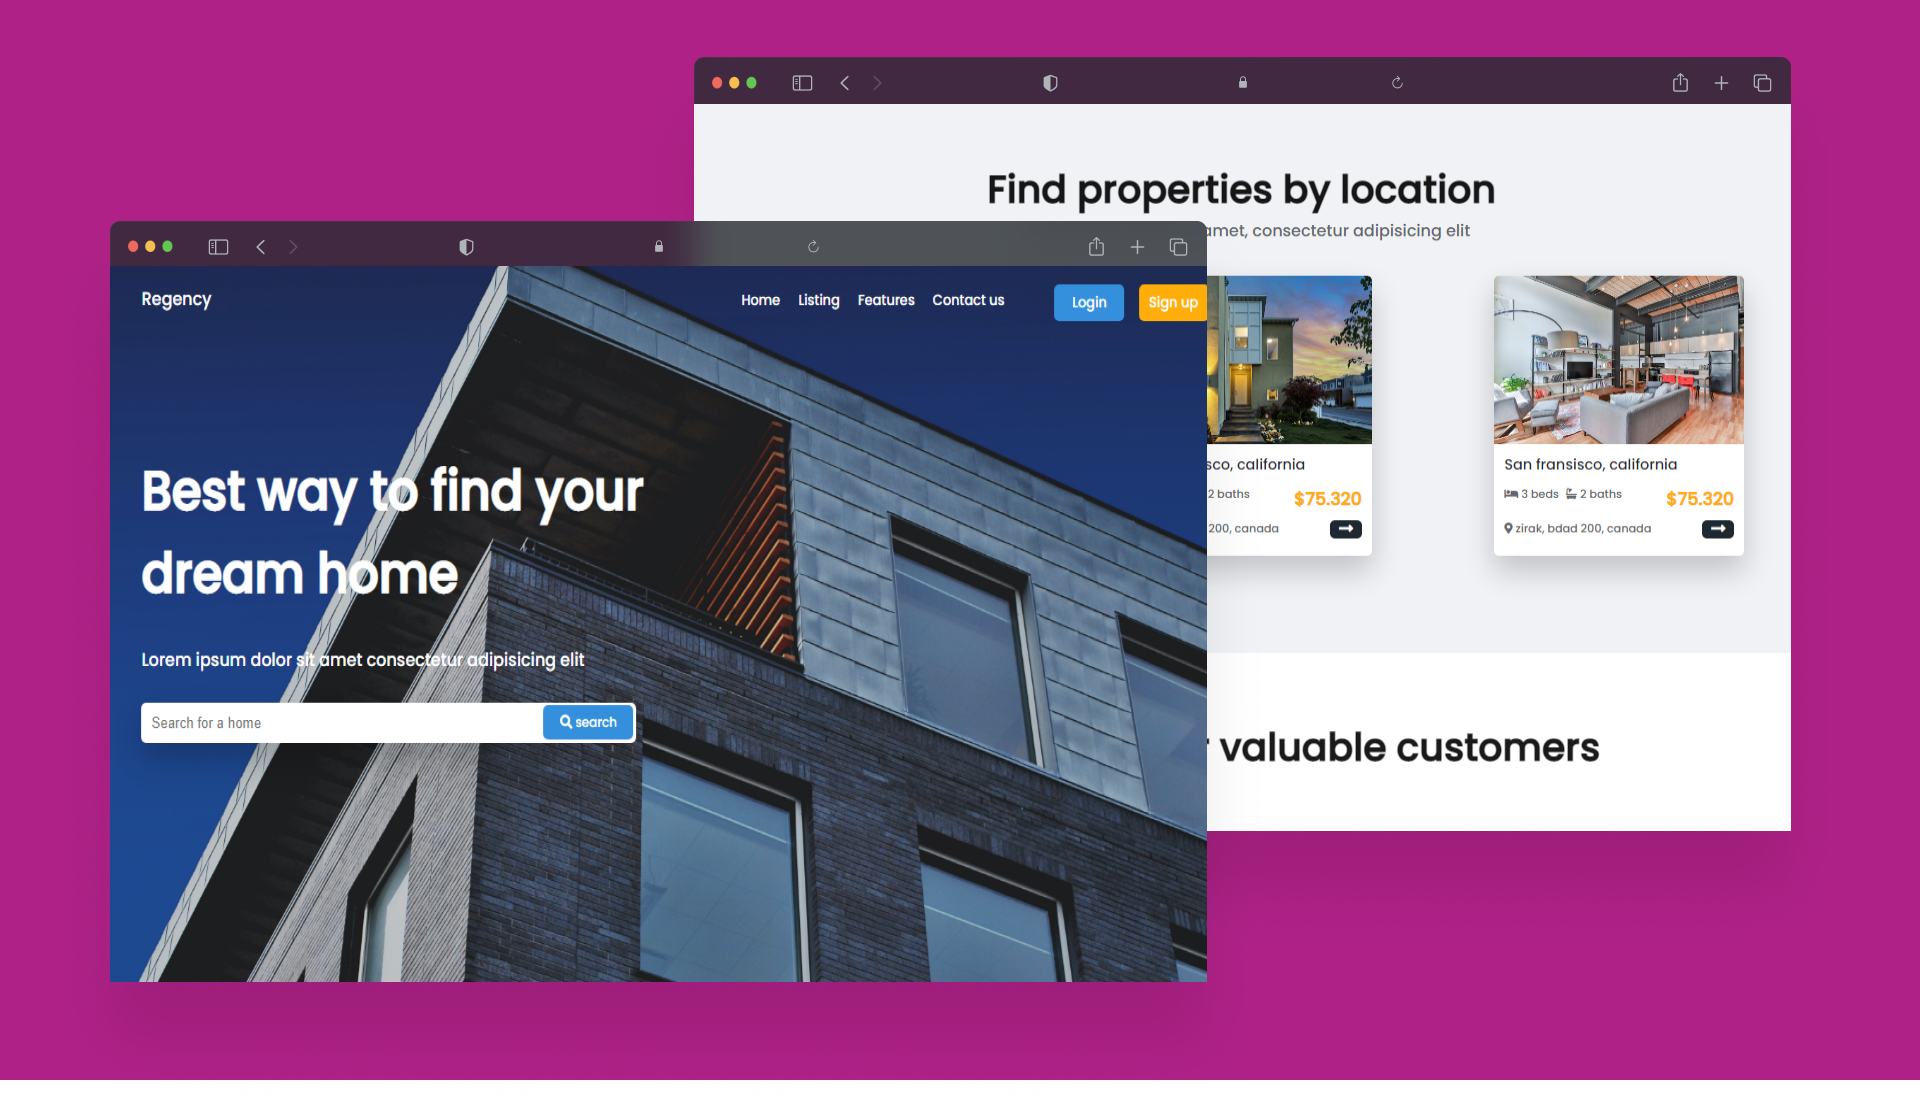 Find properties by location
amet, consectetur adipisicing elit
Regency
Home Listing Features Contact us Login Sign up
Best way to find your
dream home
Lorem ipsum dolor sit amet consectetur adipisicing elit
Search for a home search
sco, california
2 baths $75.320
200, canada
San fransisco, california
3 beds 2 baths $75.320
zirak, bdad 200, canada
valuable customers